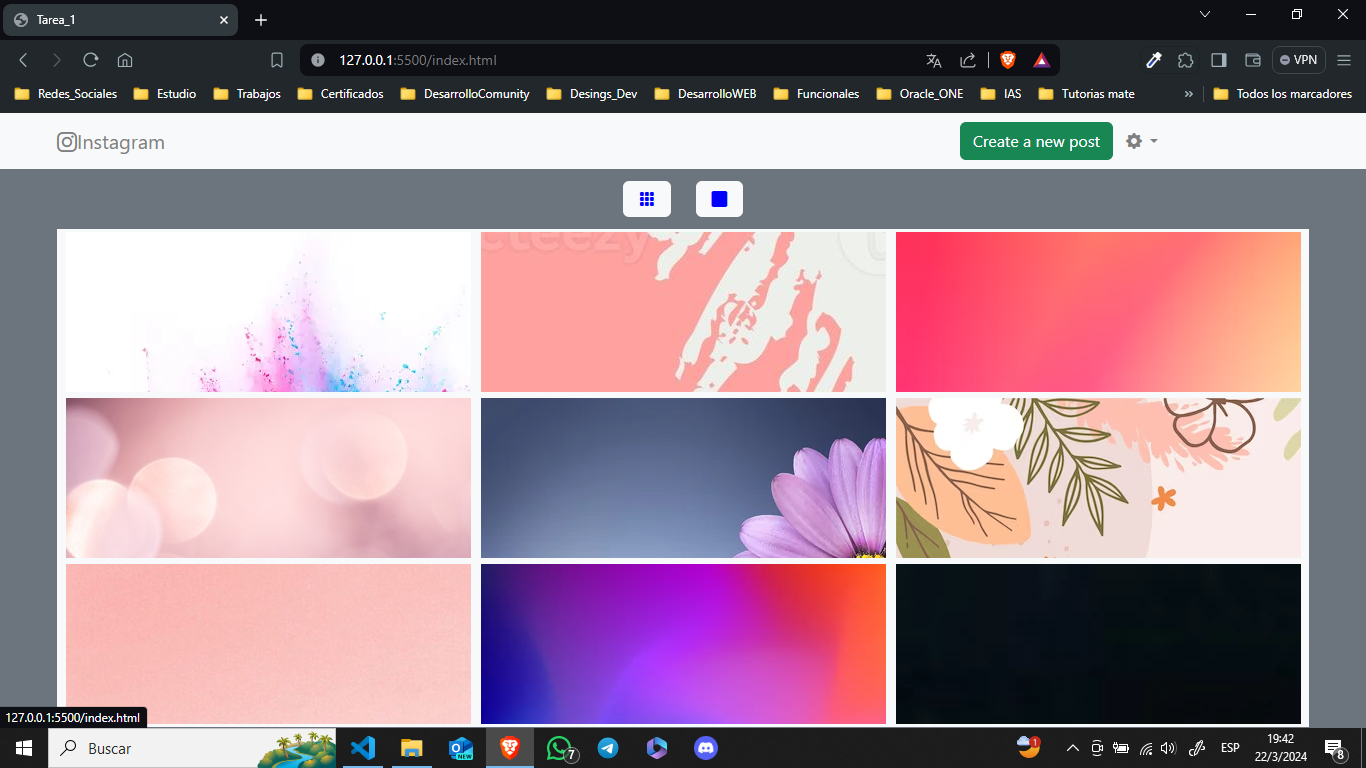 Tarea_1
127.0.0.1:5500/index.html
VPN
Redes_Sociales Estudio Trabajos Certificados DesarrolloComunity Desings_Dev DesarrolloWEB Funcionales Oracle_ONE IAS Tutorias mate » Todos los marcadores
Instagram
Create a new post
127.0.0.1:5500/index.html
Buscar
NEW
7
1
ESP
19:42
22/3/2024
8